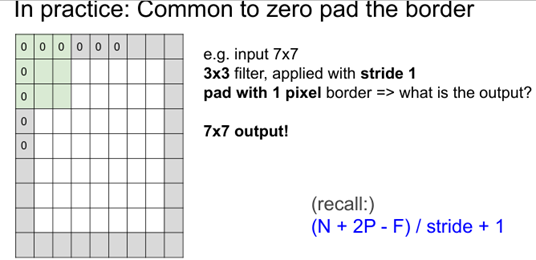 In practice: Common to zero pad the border
0 0 0 0 0 0
0
0
0
0
e.g. input 7x7
3x3 filter, applied with stride 1
pad with 1 pixel border => what is the output?
7x7 output!
(recall:)
(N + 2P - F) / stride + 1